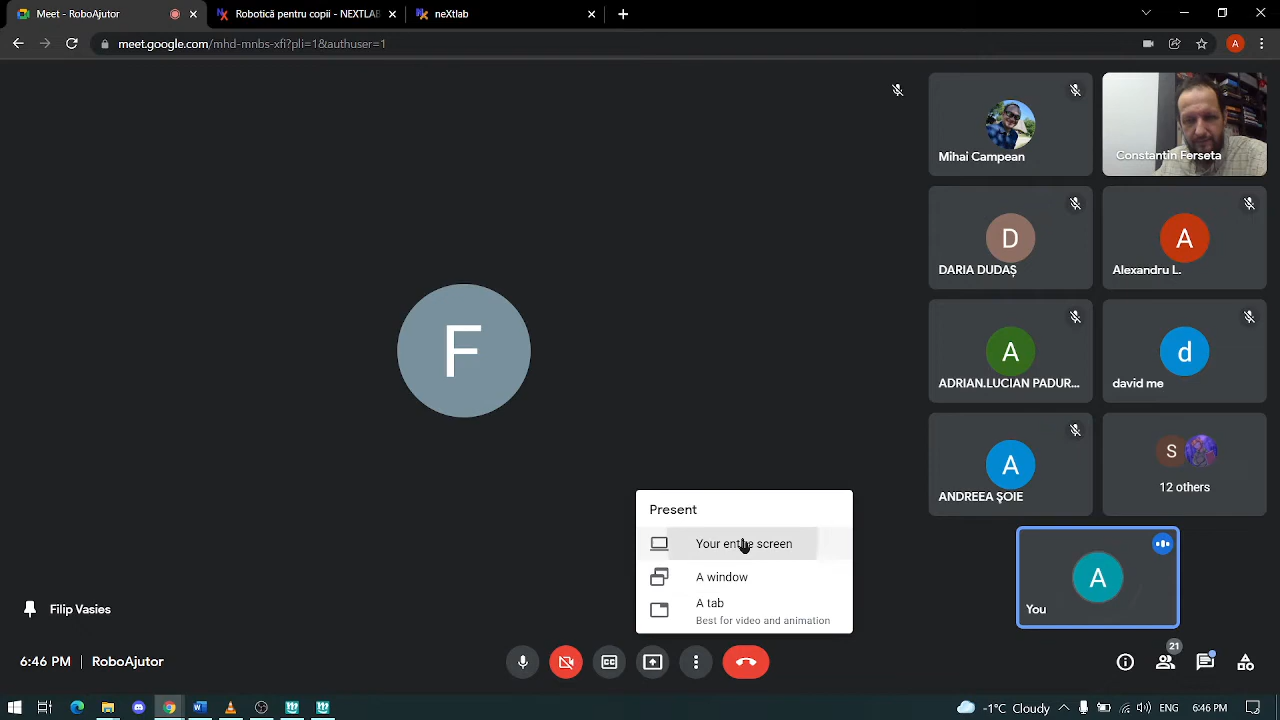 Meet - RoboAjutor
Robotică pentru copii - NEXTLAB
neXtlab
meet.google.com/mhd-mnbs-xfi?pli=1&authuser=1
A
Mihai Campean
Constantin Ferseta
D
DARIA DUDAȘ
A
Alexandru L.
F
A
ADRIAN.LUCIAN PADUR...
d
david me
A
ANDREEA ŞOIE
S
12 others
Present
Your entire screen
A window
A tab
Best for video and animation
A
You
Filip Vasies
6:46 PM | RoboAjutor
21
-1C Cloudy
ENG
6:46 PM